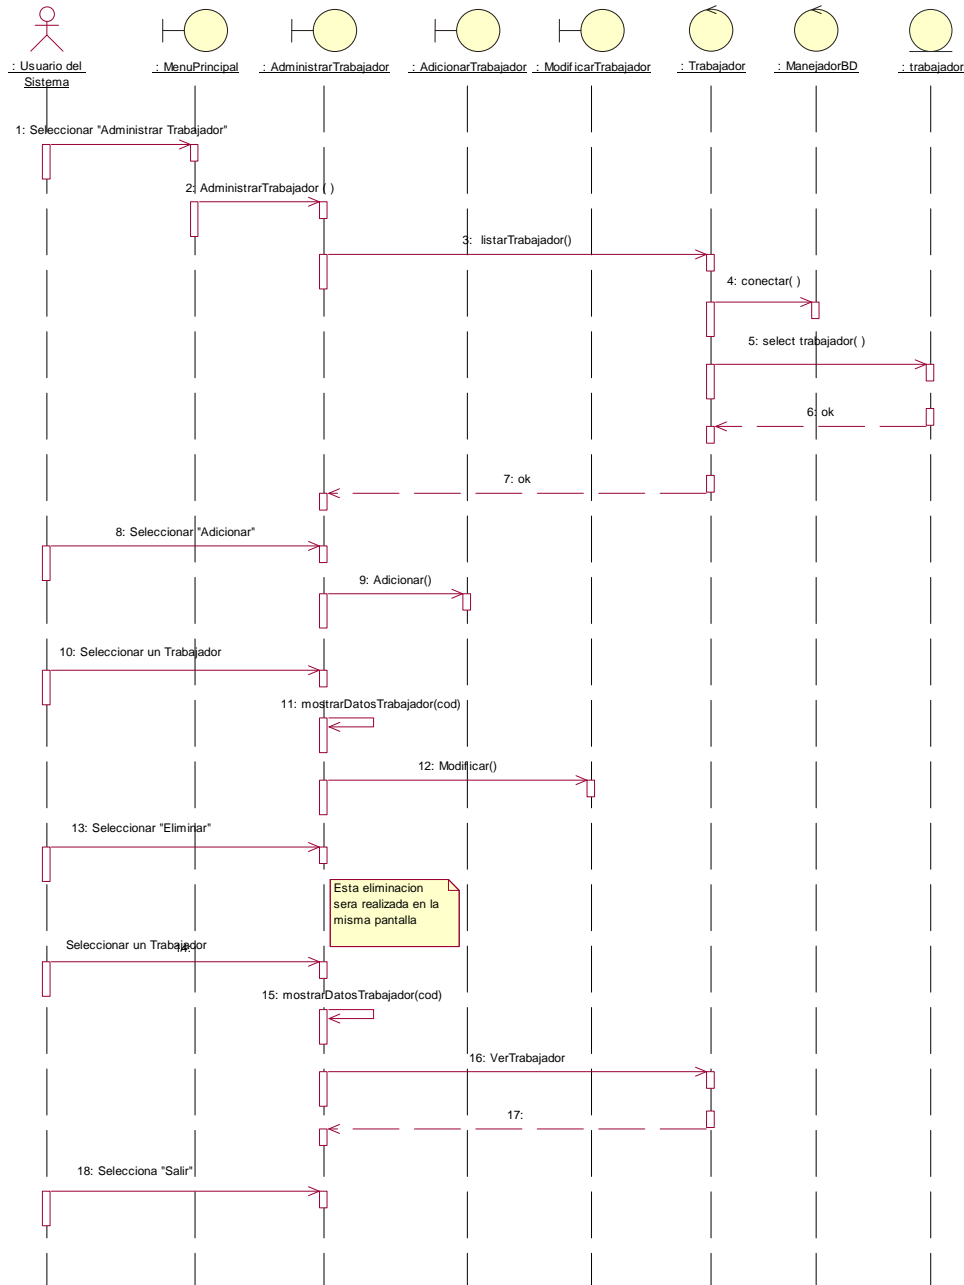 : Usuario del
Sistema
: MenuPrincipal
: AdministrarTrabajador
: AdicionarTrabajador
: ModificarTrabajador
: Trabajador
: ManejadorBD
: trabajador
1: Seleccionar "Administrar Trabajador"
2: AdministrarTrabajador ( )
3: listarTrabajador()
4: conectar( )
5: select trabajador( )
6: ok
7: ok
8: Seleccionar "Adicionar"
9: Adicionar()
10: Seleccionar un Trabajador
11: mostrarDatosTrabajador(cod)
12: Modificar()
13: Seleccionar "Eliminar"
Esta eliminacion
sera realizada en la
misma pantalla
Seleccionar un Trabajador
14:
15: mostrarDatosTrabajador(cod)
16: VerTrabajador
17:
18: Selecciona "Salir"